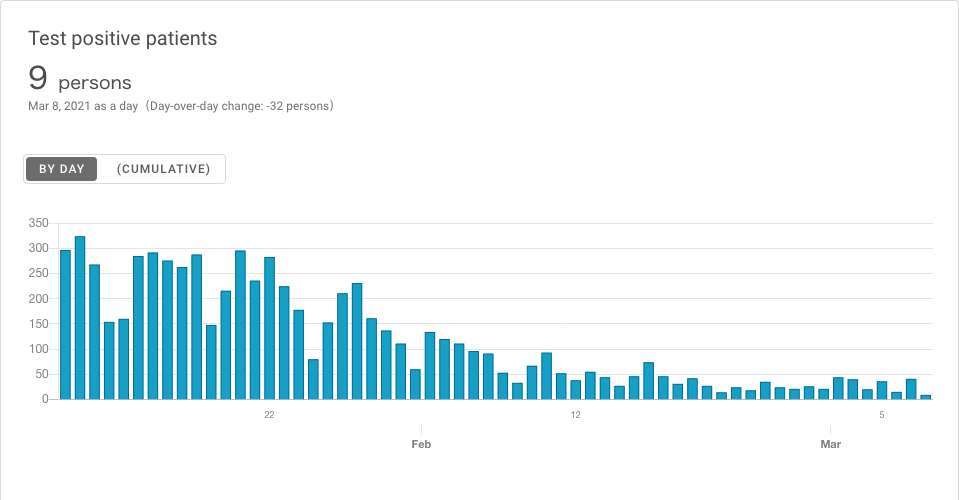 Test positive patients
9 persons
Mar 8, 2021 as a day（Day-over-day change: -32 persons）
BY DAY (CUMULATIVE)
350
300
250
200
150
100
50
0
22 12 5
Feb Mar